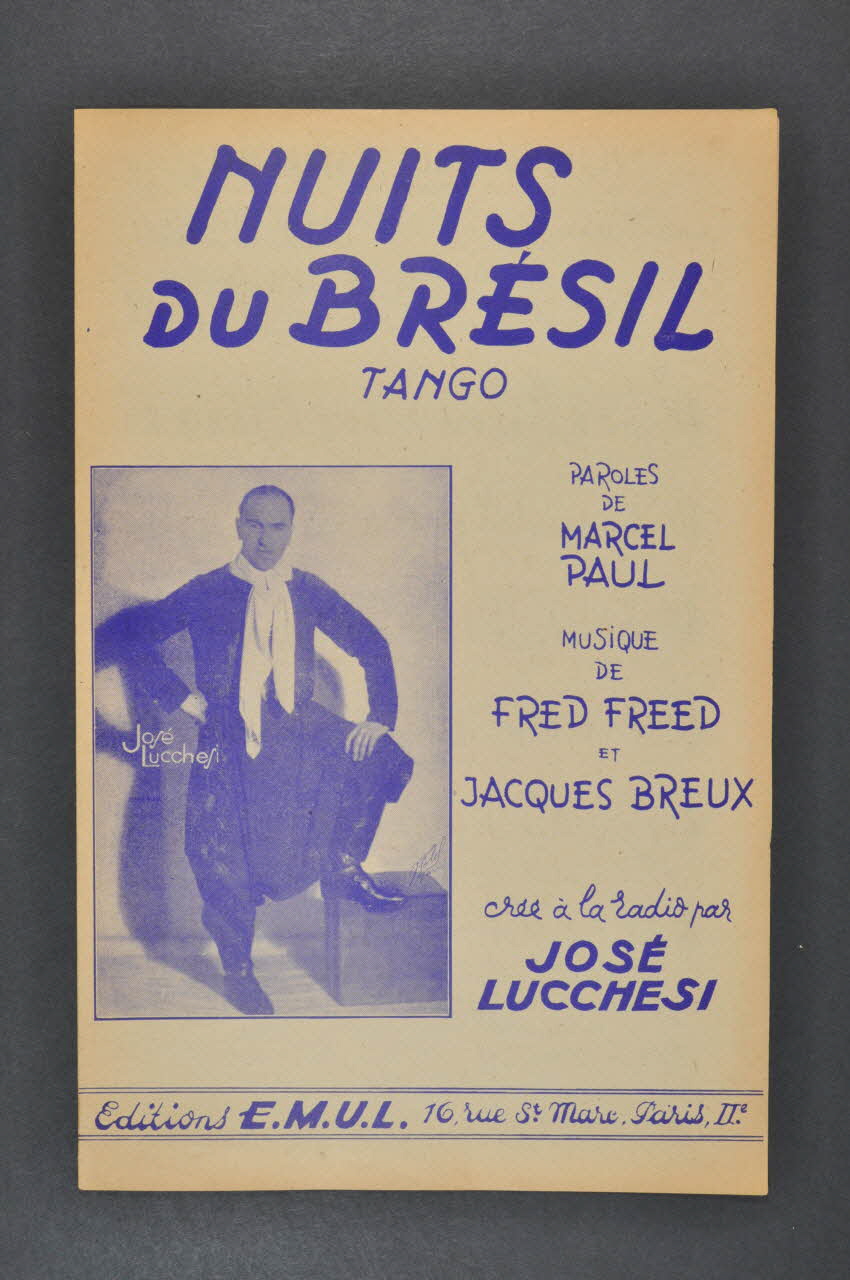 NUITS
DU BRÉSIL
TANGO
PAROLES
DE
MARCEL
PAUL
MUSIQUE
DE
FRED FREED
ET
JACQUES BREUX
José
Lucchesi
créé à la radio par
JOSÉ
LUCCHESI
Editions E.M.U.L. 16, rue St Marc, Paris, IIe